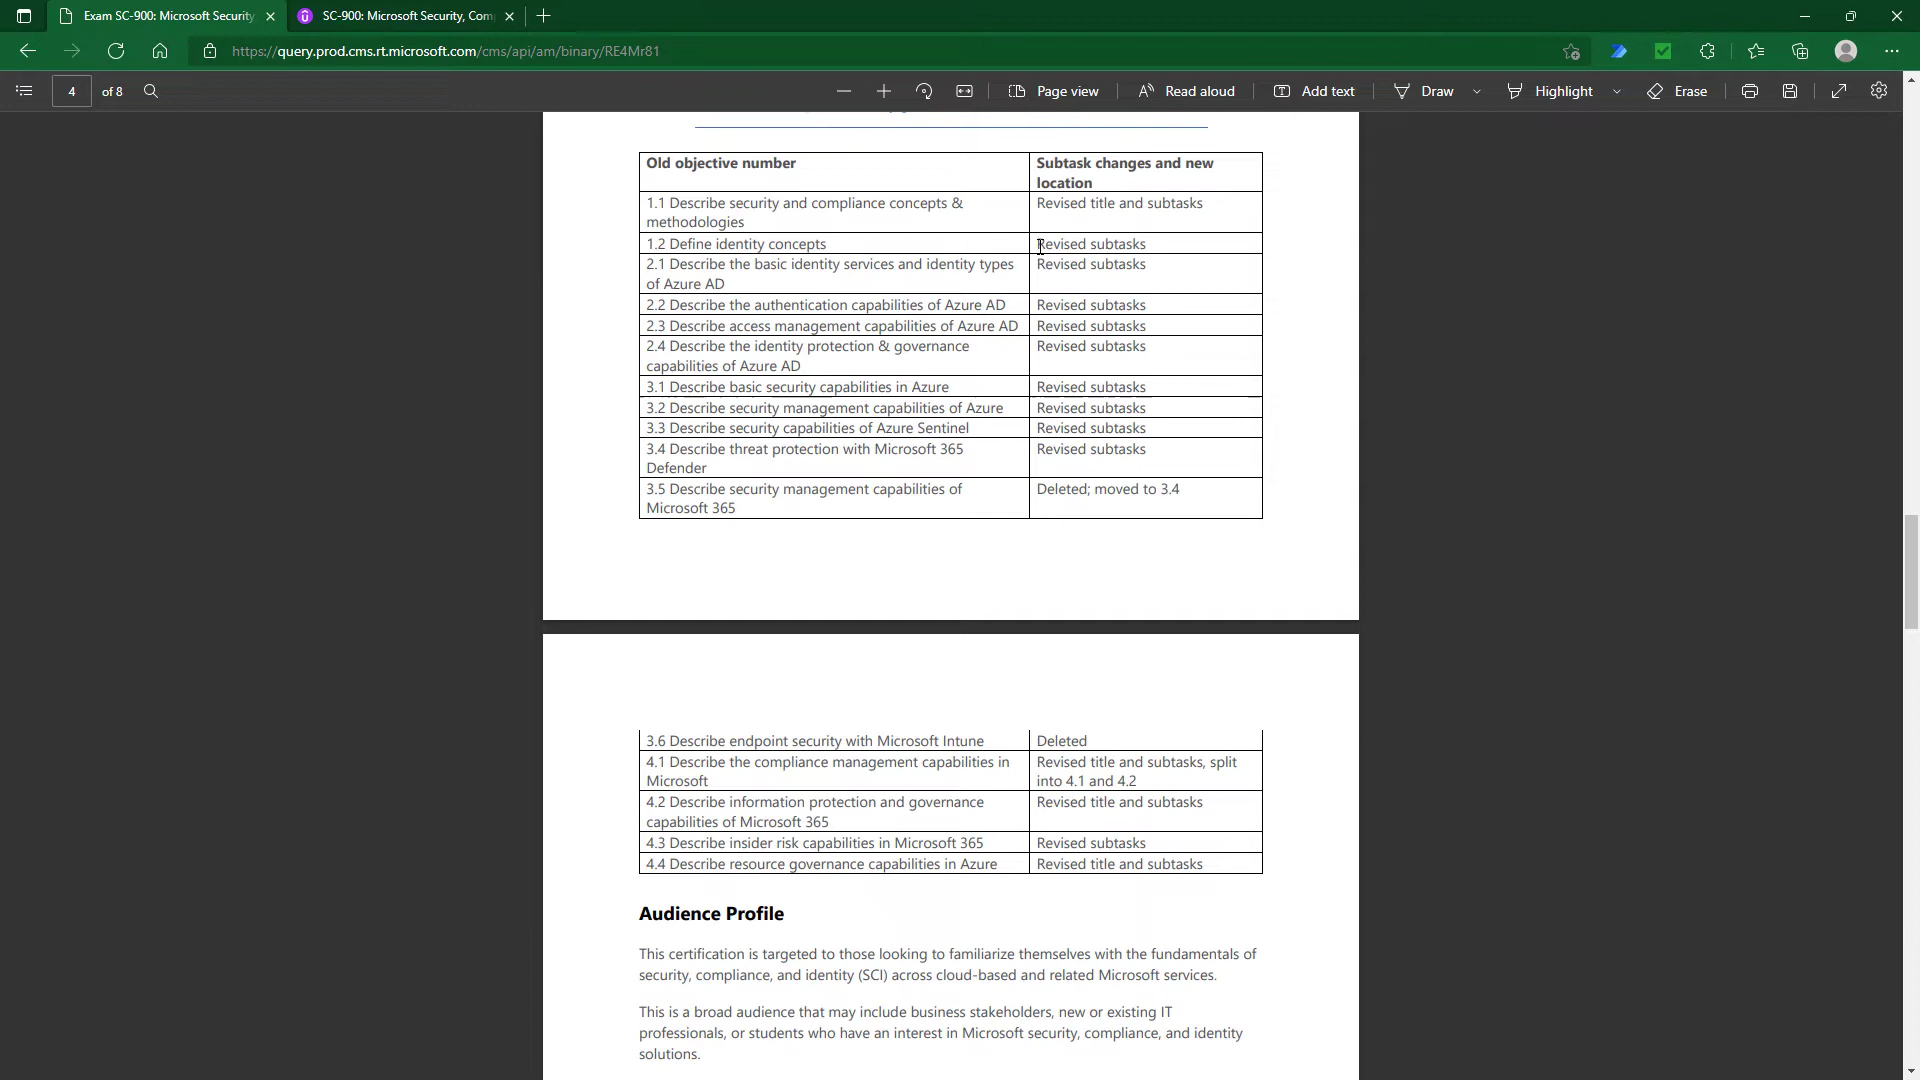 Exam SC-900: Microsoft Security
SC-900: Microsoft Security, Com
https://query.prod.cms.rt.microsoft.com/cms/api/am/binary/RE4Mr81
4 of 8
Page view
Read aloud
Add text
Draw
Highlight
Erase
Old objective number
Subtask changes and new
location
1.1 Describe security and compliance concepts &
methodologies
Revised title and subtasks
1.2 Define identity concepts
Revised subtasks
2.1 Describe the basic identity services and identity types
of Azure AD
Revised subtasks
2.2 Describe the authentication capabilities of Azure AD
Revised subtasks
2.3 Describe access management capabilities of Azure AD
Revised subtasks
2.4 Describe the identity protection & governance
capabilities of Azure AD
Revised subtasks
3.1 Describe basic security capabilities in Azure
Revised subtasks
3.2 Describe security management capabilities of Azure
Revised subtasks
3.3 Describe security capabilities of Azure Sentinel
Revised subtasks
3.4 Describe threat protection with Microsoft 365
Defender
Revised subtasks
3.5 Describe security management capabilities of
Microsoft 365
Deleted; moved to 3.4
3.6 Describe endpoint security with Microsoft Intune
Deleted
4.1 Describe the compliance management capabilities in
Microsoft
Revised title and subtasks, split
into 4.1 and 4.2
4.2 Describe information protection and governance
capabilities of Microsoft 365
Revised title and subtasks
4.3 Describe insider risk capabilities in Microsoft 365
Revised subtasks
4.4 Describe resource governance capabilities in Azure
Revised title and subtasks
Audience Profile
This certification is targeted to those looking to familiarize themselves with the fundamentals of
security, compliance, and identity (SCI) across cloud-based and related Microsoft services.
This is a broad audience that may include business stakeholders, new or existing IT
professionals, or students who have an interest in Microsoft security, compliance, and identity
solutions.